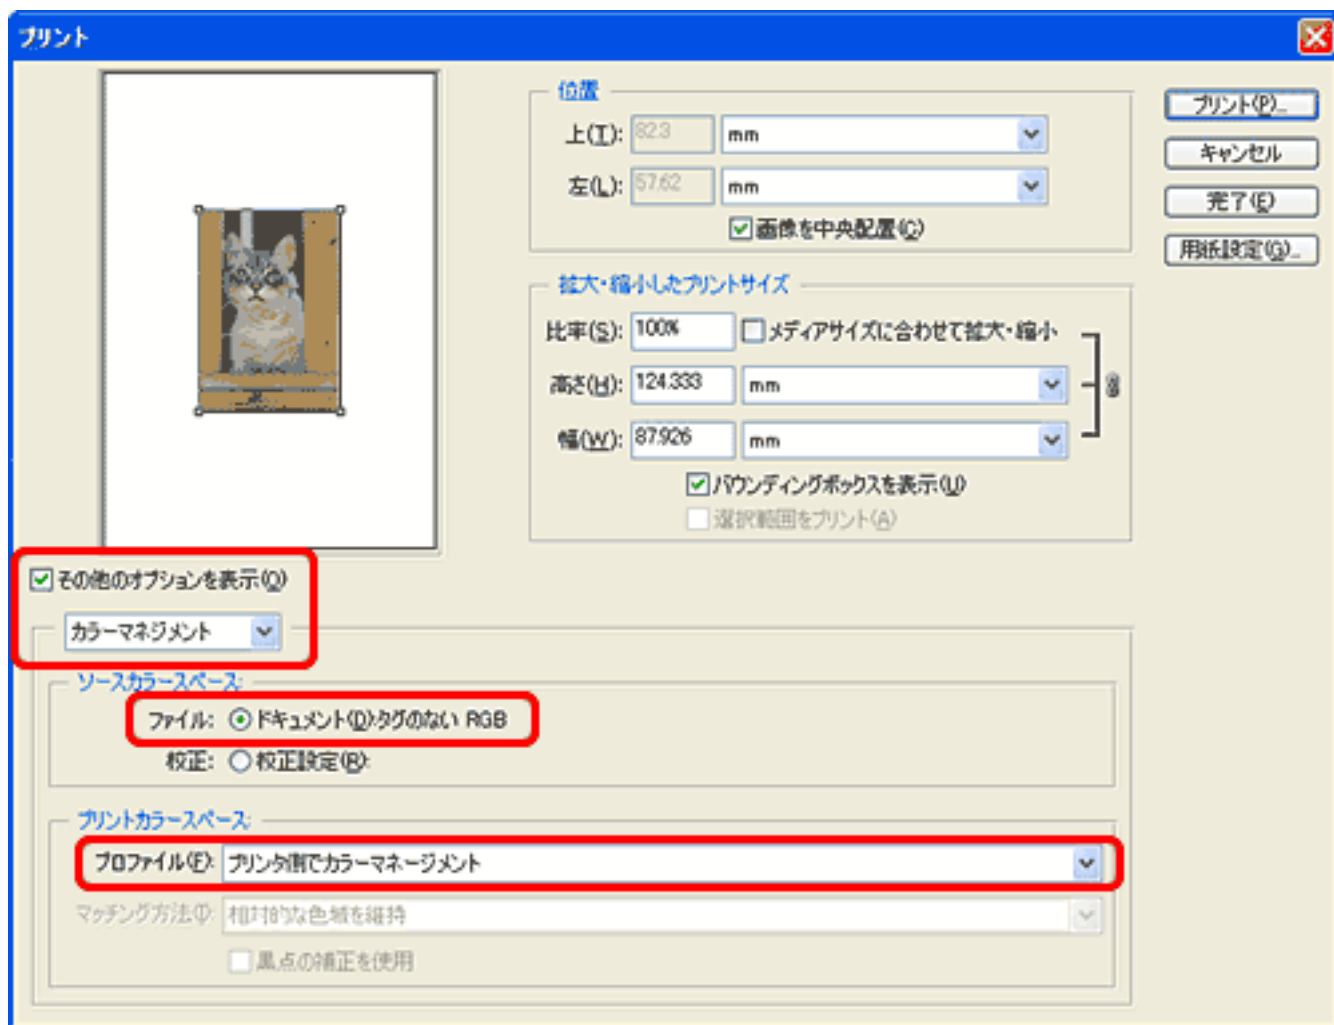 プリント
位置
上(T): 82.3 mm
左(L): 57.62 mm
画像を中央配置(C)
プリント(P)...
キャンセル
完了(E)
用紙設定(G)...
拡大・縮小したプリントサイズ
比率(S): 100% メディアサイズに合わせて拡大・縮小
高さ(H): 124.333 mm
幅(W): 87.926 mm
バウンディングボックスを表示(U)
選択範囲をプリント(A)
その他のオプションを表示(O)
カラーマネジメント
ソースカラースペース:
ファイル: ドキュメント(D):タグのない RGB
校正: 校正設定(R):
プリントカラースペース:
プロファイル(F): プリンタ側でカラーマネージメント
マッチング方法(I): 相対的な色域を維持
黒点の補正を使用